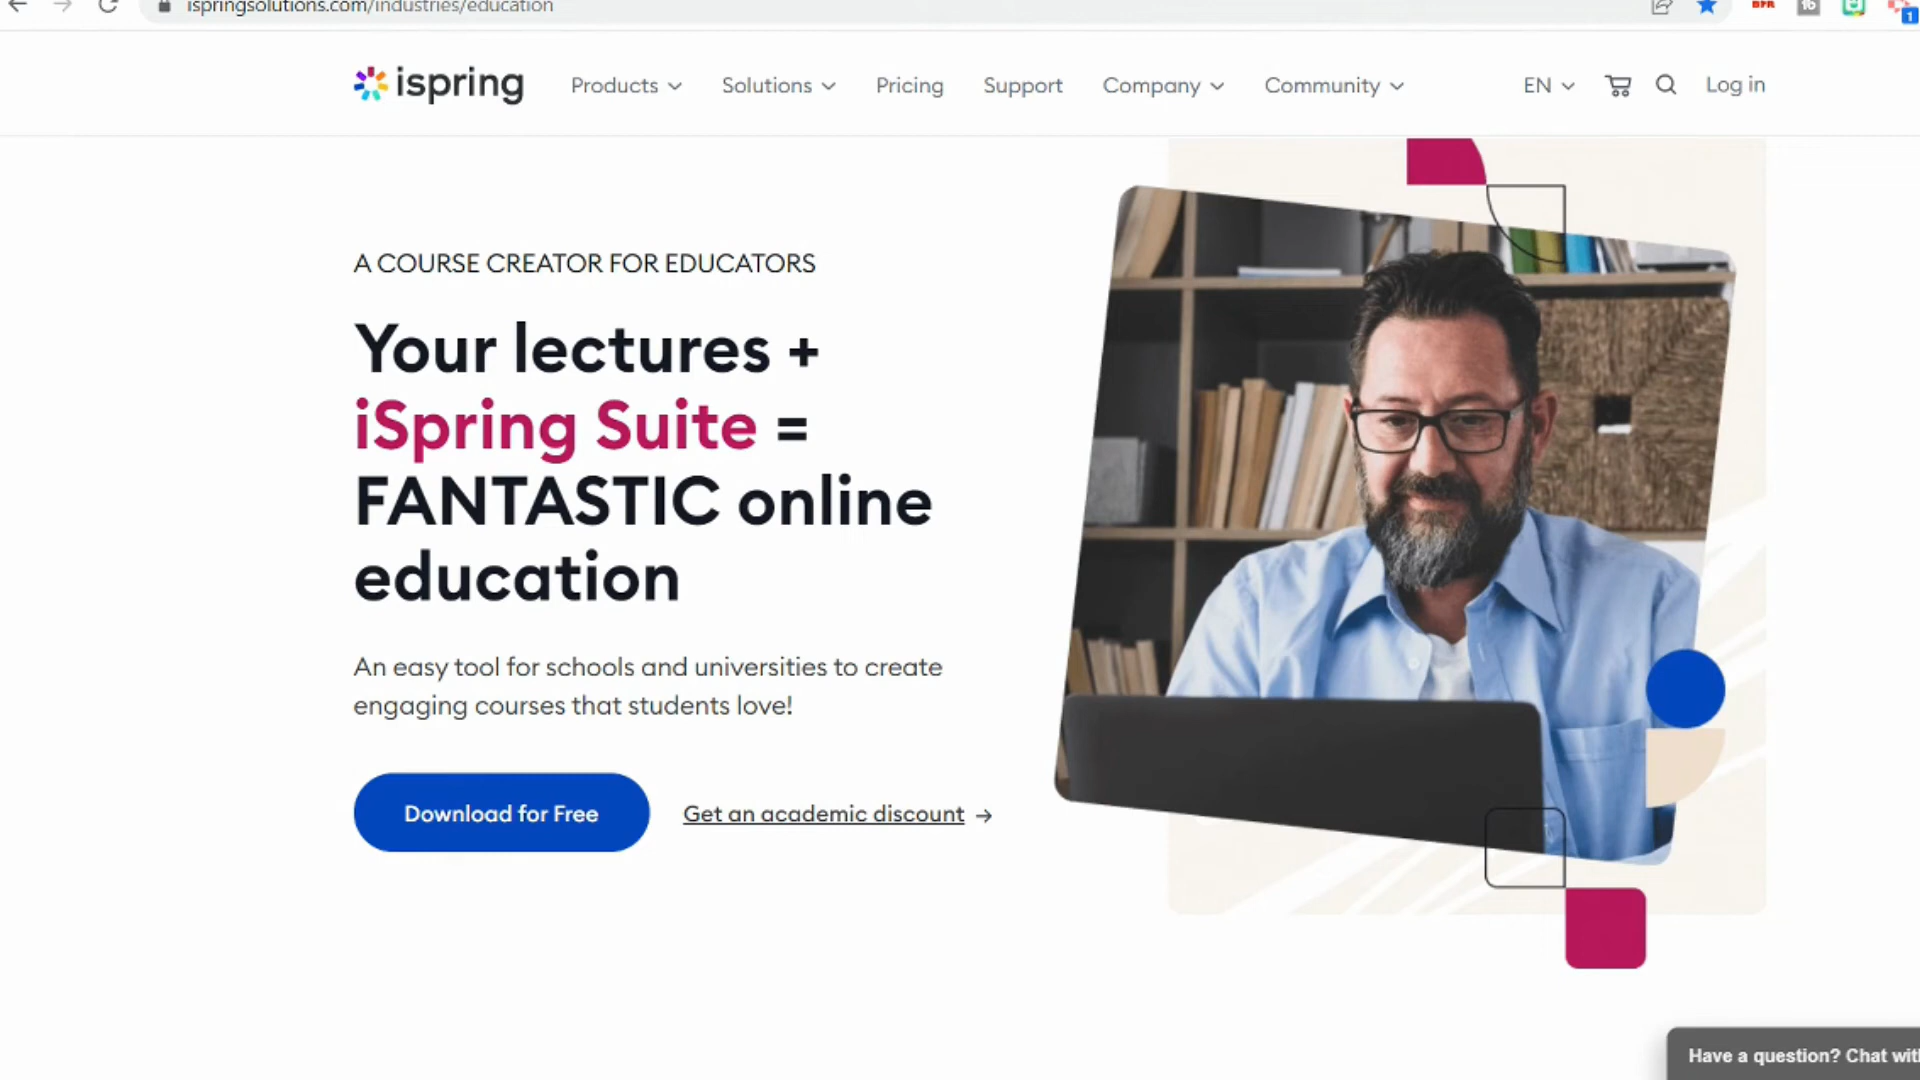 ispringsolutions.com/industries/education
ispring Products Solutions Pricing Support Company Community EN Log in
A COURSE CREATOR FOR EDUCATORS
Your lectures +
iSpring Suite =
FANTASTIC online
education
An easy tool for schools and universities to create
engaging courses that students love!
Download for Free Get an academic discount →
Have a question? Chat with